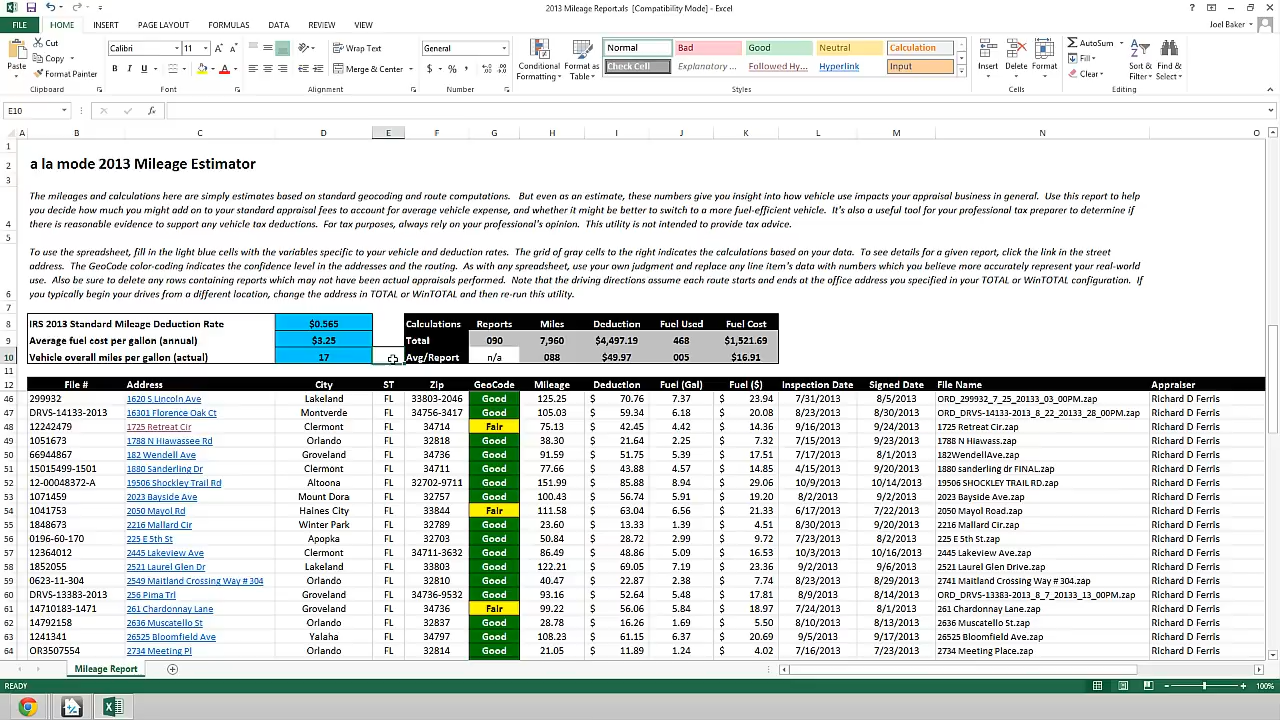 2013 Mileage Report.xls [Compatibility Mode] - Excel
FILE HOME INSERT PAGE LAYOUT FORMULAS DATA REVIEW VIEW Joel Baker
Cut Calibri 11 Wrap Text General Normal Bad Good Neutral Calculation AutoSum
Paste Copy Conditional Format as Insert Delete Format Fill Sort & Find &
Format Painter Merge & Center Formatting Table Check Cell Explanatory ... Followed Hy... Hyperlink Input Clear Filter Select
Clipboard Font Alignment Number Styles Cells Editing
E10
A B C D E F G H I J K L M N O
1
2 a la mode 2013 Mileage Estimator
3
The mileages and calculations here are simply estimates based on standard geocoding and route computations. But even as an estimate, these numbers give you insight into how vehicle use impacts your appraisal business in general. Use this report to help
you decide how much you might add on to your standard appraisal fees to account for average vehicle expense, and whether it might be better to switch to a more fuel-efficient vehicle. It's also a useful tool for your professional tax preparer to determine if
4 there is reasonable evidence to support any vehicle tax deductions. For tax purposes, always rely on your professional's opinion. This utility is not intended to provide tax advice.
5
To use the spreadsheet, fill in the light blue cells with the variables specific to your vehicle and deduction rates. The grid of gray cells to the right indicates the calculations based on your data. To see details for a given report, click the link in the street
address. The GeoCode color-coding indicates the confidence level in the addresses and the routing. As with any spreadsheet, use your own judgment and replace any line item's data with numbers which you believe more accurately represent your real-world
use. Also be sure to delete any rows containing reports which may not have been actual appraisals performed. Note that the driving directions assume each route starts and ends at the office address you specified in your TOTAL or WinTOTAL configuration. If
6 you typically begin your drives from a different location, change the address in TOTAL or WinTOTAL and then re-run this utility.
7
8 IRS 2013 Standard Mileage Deduction Rate $0.565 Calculations Reports Miles Deduction Fuel Used Fuel Cost
9 Average fuel cost per gallon (annual) $3.25 Total 090 7,960 $4,497.19 468 $1,521.69
10 Vehicle overall miles per gallon (actual) 17 Avg/Report n/a 088 $49.97 005 $16.91
11
12 File # Address City ST Zip GeoCode Mileage Deduction Fuel (Gal) Fuel ($) Inspection Date Signed Date File Name Appraiser
46 299932 1620 S Lincoln Ave Lakeland FL 33803-2046 Good 125.25 $ 70.76 7.37 $ 23.94 7/31/2013 8/5/2013 DRD_299932_7_25_20133_03_00PM.zap Richard D Ferris
47 DRVS-14133-2013 16301 Florence Oak Ct Montverde FL 34756-3417 Good 105.03 $ 59.34 6.18 $ 20.08 8/23/2013 8/30/2013 DRD_DRVS-14133-2013_8_22_20133_28_00PM.zap Richard D Ferris
48 12242479 1725 Retreat Cir Clermont FL 34714 Fair 75.13 $ 42.45 4.42 $ 14.36 9/16/2013 9/24/2013 1725 Retreat Cir.zap Richard D Ferris
49 1051673 1788 N Hiawassee Rd Orlando FL 32818 Good 38.30 $ 21.64 2.25 $ 7.32 7/15/2013 9/23/2013 1788 N Hiawass.zap Richard D Ferris
50 66944867 182 Wendell Ave Groveland FL 34736 Good 91.59 $ 51.75 5.39 $ 17.51 7/17/2013 8/1/2013 182WendellAve.zap Richard D Ferris
51 15015499-1501 1880 Sanderling Dr Clermont FL 34711 Good 77.66 $ 43.88 4.57 $ 14.85 4/15/2013 9/20/2013 1880 sanderling dr FINAL.zap Richard D Ferris
52 12-00048372-A 19506 Shockley Trail Rd Altoona FL 32702-9711 Good 151.99 $ 85.88 8.94 $ 29.06 10/9/2013 10/14/2013 19506 SHOCKLEY TRAIL RD.zap Richard D Ferris
53 1071459 2023 Bayside Ave Mount Dora FL 32757 Good 100.43 $ 56.74 5.91 $ 19.20 8/2/2013 9/2/2013 2023 Bayside Ave.zap Richard D Ferris
54 1041753 2050 Mayol Rd Haines City FL 33844 Fair 111.58 $ 63.04 6.56 $ 21.33 6/17/2013 7/22/2013 2050 Mayol Road.zap Richard D Ferris
55 1848673 2216 Mallard Cir Winter Park FL 32789 Good 23.60 $ 13.33 1.39 $ 4.51 8/30/2013 9/20/2013 2216 Mallard Cir.zap Richard D Ferris
56 0196-60-170 225 E 5th St Apopka FL 32703 Good 50.84 $ 28.72 2.99 $ 9.72 7/23/2013 8/2/2013 225 E 5th St.zap Richard D Ferris
57 12364012 2445 Lakeview Ave Clermont FL 34711-3632 Good 86.49 $ 48.86 5.09 $ 16.53 10/3/2013 10/16/2013 2445 Lakeview Ave.zap Richard D Ferris
58 1852055 2521 Laurel Glen Dr Lakeland FL 33803 Good 122.21 $ 69.05 7.19 $ 23.36 9/2/2013 9/6/2013 2521 Laurel Glen Drive.zap Richard D Ferris
59 0623-11-304 2549 Maitland Crossing Way # 304 Orlando FL 32810 Good 40.47 $ 22.87 2.38 $ 7.74 8/23/2013 8/29/2013 2741 Maitland Crossing Way # 304.zap Richard D Ferris
60 DRVS-13383-2013 256 Pima Trl Groveland FL 34736-9532 Good 93.16 $ 52.64 5.48 $ 17.81 8/9/2013 8/14/2013 DRD_DRVS-13383-2013_8_7_20133_13_00PM.zap Richard D Ferris
61 14710183-1471 261 Chardonnay Lane Groveland FL 34736 Fair 99.22 $ 56.06 5.84 $ 18.97 7/24/2013 8/1/2013 261 Chardonnay Lane.zap Richard D Ferris
62 14792158 2636 Muscatello St Orlando FL 32837 Good 28.78 $ 16.26 1.69 $ 5.50 8/10/2013 8/13/2013 2636 Muscatello St.zap Richard D Ferris
63 1241341 26525 Bloomfield Ave Yalaha FL 34797 Good 108.23 $ 61.15 6.37 $ 20.69 9/5/2013 9/17/2013 26525 Bloomfield Ave.zap Richard D Ferris
64 OR3507554 2734 Meeting Pl Orlando FL 32814 Good 21.05 $ 11.89 1.24 $ 4.02 7/18/2013 7/23/2013 2734 Meeting Place.zap Richard D Ferris
Mileage Report
READY 100%